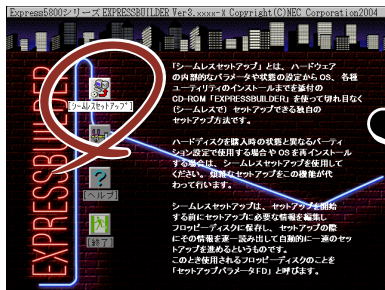 Express5800シリーズ EXPRESSBUILDER Ver3.xxxx-X Copyright(C)NEC Corporation2004
EXPRESSBUILDER
[シームレスセットアップ]
[ヘルプ]
[終了]
「シームレスセットアップ」とは、ハードウェア
の内部的なパラメータや状態の設定から OS、各種
ユーティリティのインストールまでを添付の
CD-ROM「EXPRESSBUILDER」を使って切れ目なく
(シームレスで) セットアップできる独自の
セットアップ方法です。
ハードディスクを購入時の状態と異なるパーティ
ション設定で使用する場合や OS を再インストール
する場合は、シームレスセットアップを使用して
ください。煩雑なセットアップをこの機能が代
わって行います。
シームレスセットアップは、セットアップを開始
する前にセットアップに必要な情報を編集し
フロッピーディスクに保存し、セットアップの際
にその情報を逐一読み出して自動的に一連のセッ
トアップを進めるというものです。
このとき使用されるフロッピーディスクのことを
「セットアップパラメータFD」と呼びます。